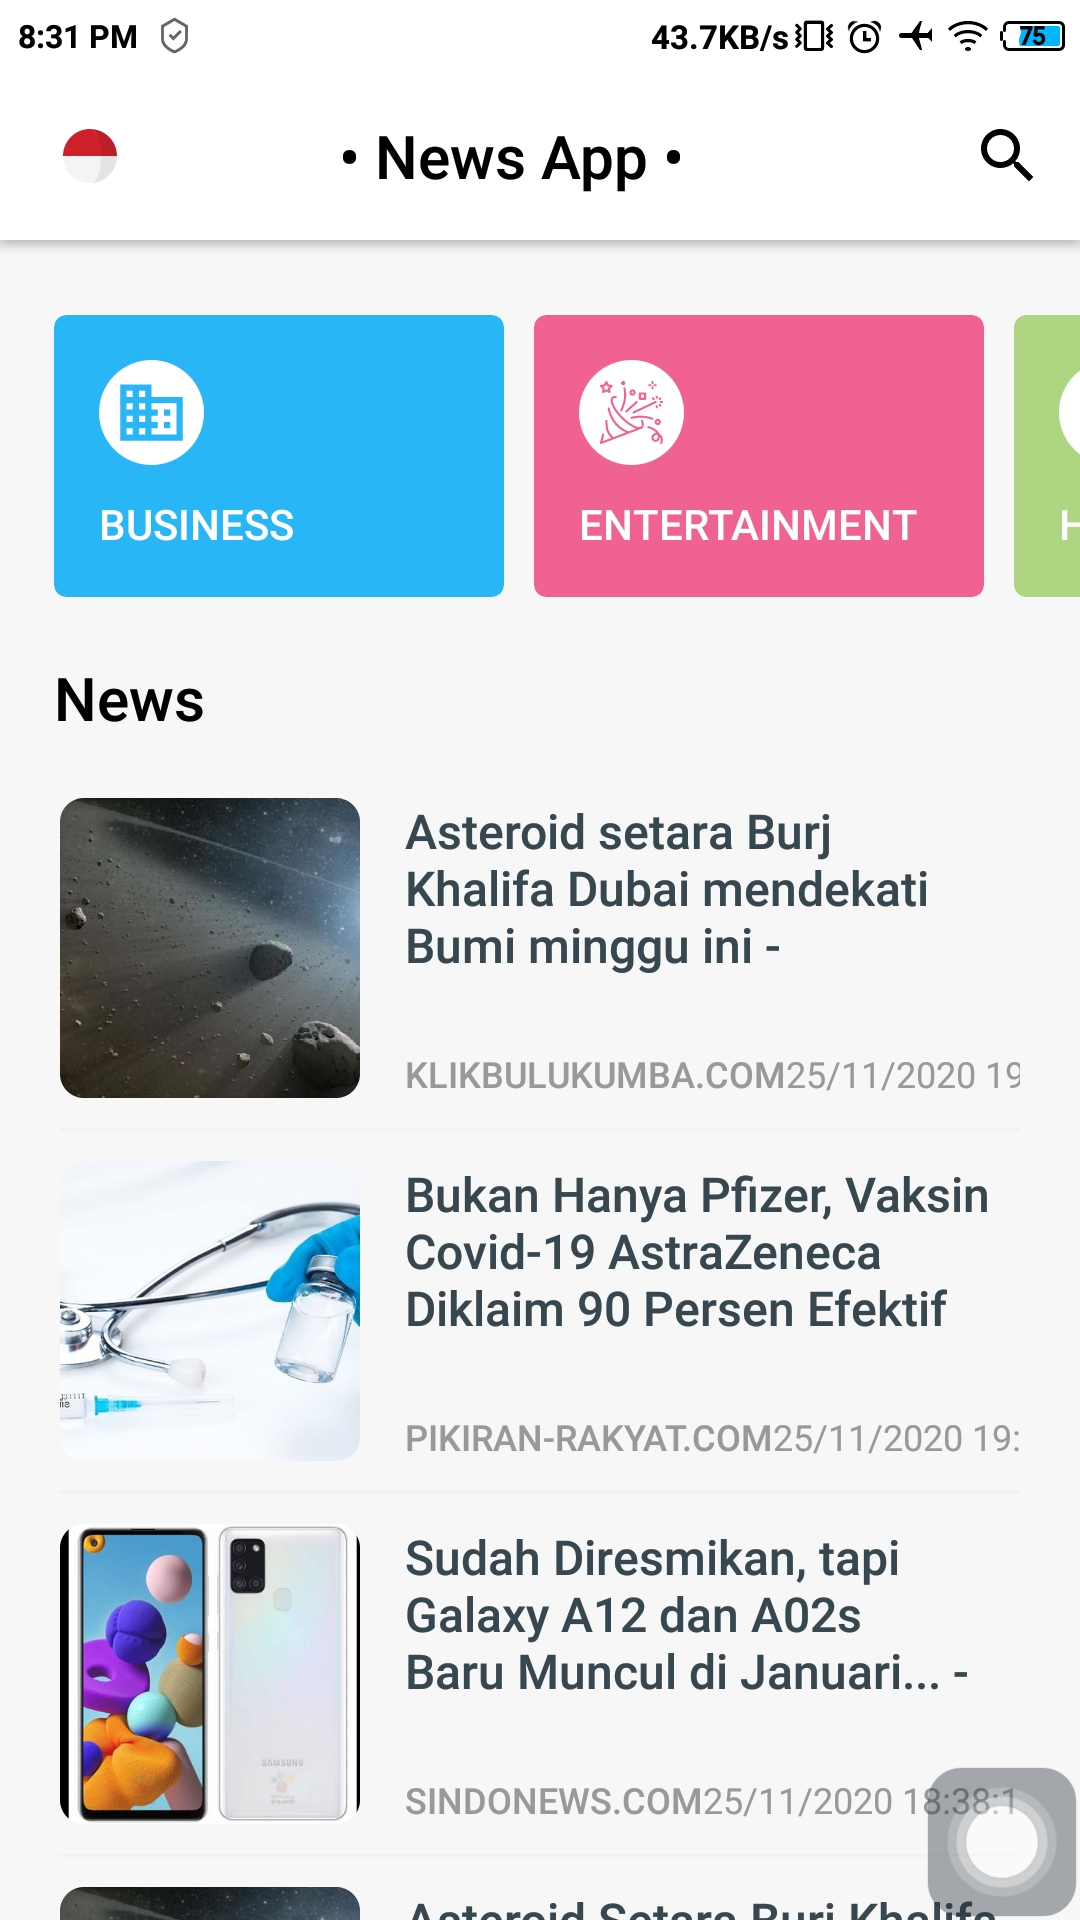 8:31 PM 43.7KB/s 75
• News App •
BUSINESS ENTERTAINMENT H
News
Asteroid setara Burj
Khalifa Dubai mendekati
Bumi minggu ini -
KLIKBULUKUMBA.COM25/11/2020 19
Bukan Hanya Pfizer, Vaksin
Covid-19 AstraZeneca
Diklaim 90 Persen Efektif
PIKIRAN-RAKYAT.COM25/11/2020 19:
Sudah Diresmikan, tapi
Galaxy A12 dan A02s
Baru Muncul di Januari... -
SAMSUNG
SINDONEWS.COM25/11/2020 18:38:1
Asteroid Setara Burj Khalifa